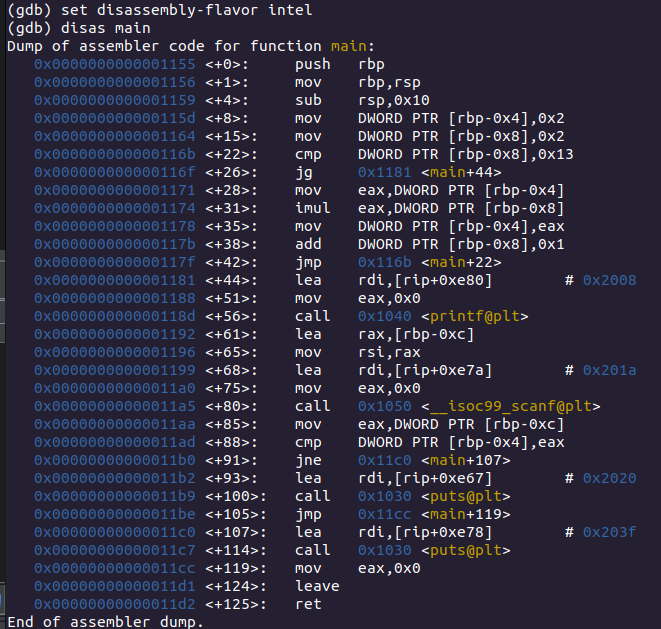 (gdb) set disassembly-flavor intel
(gdb) disas main
Dump of assembler code for function main:
   0x0000000000001155 <+0>:     push   rbp
   0x0000000000001156 <+1>:     mov    rbp,rsp
   0x0000000000001159 <+4>:     sub    rsp,0x10
   0x000000000000115d <+8>:     mov    DWORD PTR [rbp-0x4],0x2
   0x0000000000001164 <+15>:    mov    DWORD PTR [rbp-0x8],0x2
   0x000000000000116b <+22>:    cmp    DWORD PTR [rbp-0x8],0x13
   0x000000000000116f <+26>:    jg     0x1181 <main+44>
   0x0000000000001171 <+28>:    mov    eax,DWORD PTR [rbp-0x4]
   0x0000000000001174 <+31>:    imul   eax,DWORD PTR [rbp-0x8]
   0x0000000000001178 <+35>:    mov    DWORD PTR [rbp-0x4],eax
   0x000000000000117b <+38>:    add    DWORD PTR [rbp-0x8],0x1
   0x000000000000117f <+42>:    jmp    0x116b <main+22>
   0x0000000000001181 <+44>:    lea    rdi,[rip+0xe80]        # 0x2008
   0x0000000000001188 <+51>:    mov    eax,0x0
   0x000000000000118d <+56>:    call   0x1040 <printf@plt>
   0x0000000000001192 <+61>:    lea    rax,[rbp-0xc]
   0x0000000000001196 <+65>:    mov    rsi,rax
   0x0000000000001199 <+68>:    lea    rdi,[rip+0xe7a]        # 0x201a
   0x00000000000011a0 <+75>:    mov    eax,0x0
   0x00000000000011a5 <+80>:    call   0x1050 <__isoc99_scanf@plt>
   0x00000000000011aa <+85>:    mov    eax,DWORD PTR [rbp-0xc]
   0x00000000000011ad <+88>:    cmp    DWORD PTR [rbp-0x4],eax
   0x00000000000011b0 <+91>:    jne    0x11c0 <main+107>
   0x00000000000011b2 <+93>:    lea    rdi,[rip+0xe67]        # 0x2020
   0x00000000000011b9 <+100>:   call   0x1030 <puts@plt>
   0x00000000000011be <+105>:   jmp    0x11cc <main+119>
   0x00000000000011c0 <+107>:   lea    rdi,[rip+0xe78]        # 0x203f
   0x00000000000011c7 <+114>:   call   0x1030 <puts@plt>
   0x00000000000011cc <+119>:   mov    eax,0x0
   0x00000000000011d1 <+124>:   leave
   0x00000000000011d2 <+125>:   ret
End of assembler dump.